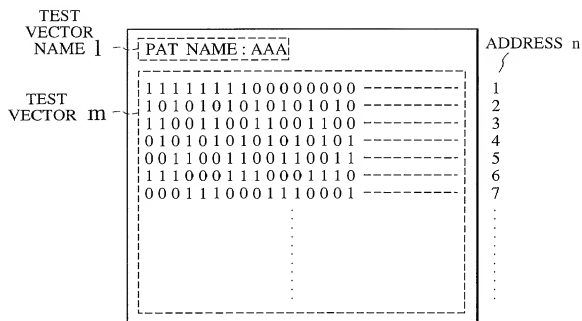 TEST
VECTOR
NAME l
PAT NAME : AAA
ADDRESS n
TEST
VECTOR m
1 1 1 1 1 1 1 1 0 0 0 0 0 0 0 0 1
1 0 1 0 1 0 1 0 1 0 1 0 1 0 1 0 2
1 1 0 0 1 1 0 0 1 1 0 0 1 1 0 0 3
0 1 0 1 0 1 0 1 0 1 0 1 0 1 0 1 4
0 0 1 1 0 0 1 1 0 0 1 1 0 0 1 1 5
1 1 1 0 0 0 1 1 1 0 0 0 1 1 1 0 6
0 0 0 1 1 1 0 0 0 1 1 1 0 0 0 1 7